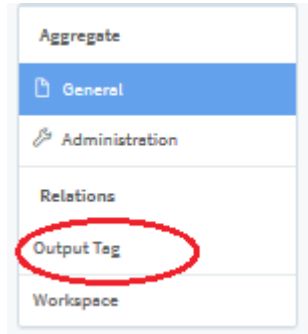 Aggregate
General
Administration
Relations
Output Tag
Workspace